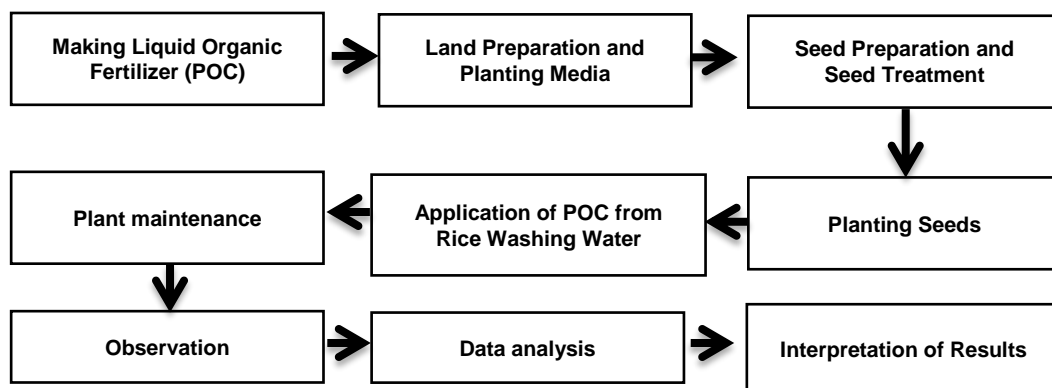 Making Liquid Organic
Fertilizer (POC)
Land Preparation and
Planting Media
Seed Preparation and
Seed Treatment
Planting Seeds
Application of POC from
Rice Washing Water
Plant maintenance
Observation
Data analysis
Interpretation of Results